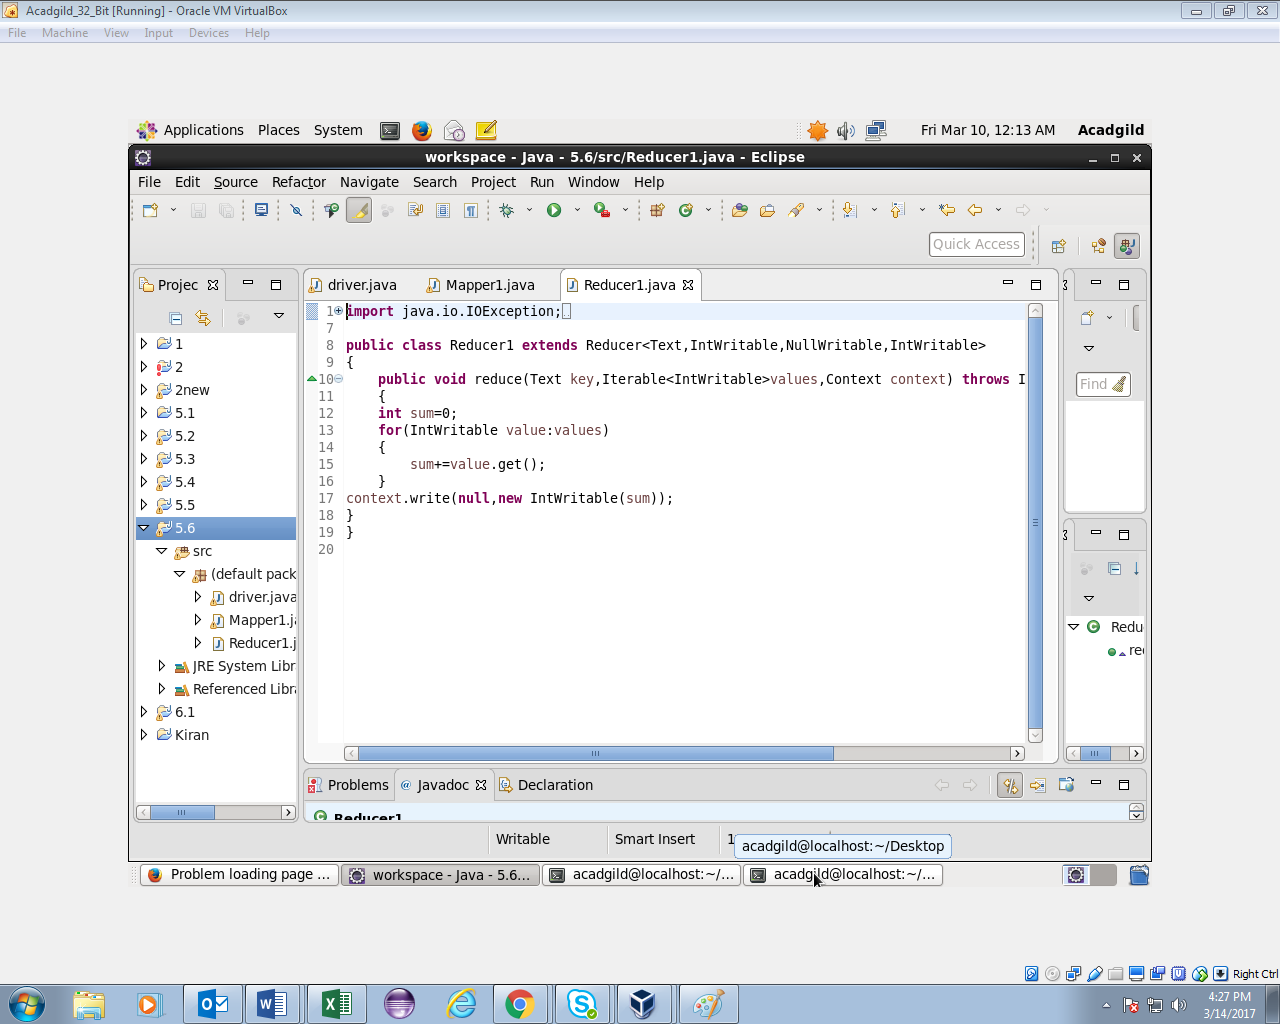 Acadgild_32_Bit [Running] - Oracle VM VirtualBox
File Machine View Input Devices Help
Applications Places System Fri Mar 10, 12:13 AM Acadgild
workspace - Java - 5.6/src/Reducer1.java - Eclipse
File Edit Source Refactor Navigate Search Project Run Window Help
Quick Access
Projec driver.java Mapper1.java Reducer1.java
1 import java.io.IOException;
7
8 public class Reducer1 extends Reducer<Text,IntWritable,NullWritable,IntWritable>
9 {
10 public void reduce(Text key,Iterable<IntWritable>values,Context context) throws I
11 {
12 int sum=0;
13 for(IntWritable value:values)
14 {
15 sum+=value.get();
16 }
17 context.write(null,new IntWritable(sum));
18 }
19 }
20
1
2
2new
5.1
5.2
5.3
5.4
5.5
5.6
src
(default pack
driver.java
Mapper1.ja
Reducer1.j
JRE System Libr
Referenced Libra
6.1
Kiran
Find
Redu
re
Problems Javadoc Declaration
Reducer1
Writable Smart Insert 1
acadgild@localhost:~/Desktop
Problem loading page ... workspace - Java - 5.6... acadgild@localhost:~/... acadgild@localhost:~/...
Right Ctrl
4:27 PM
3/14/2017